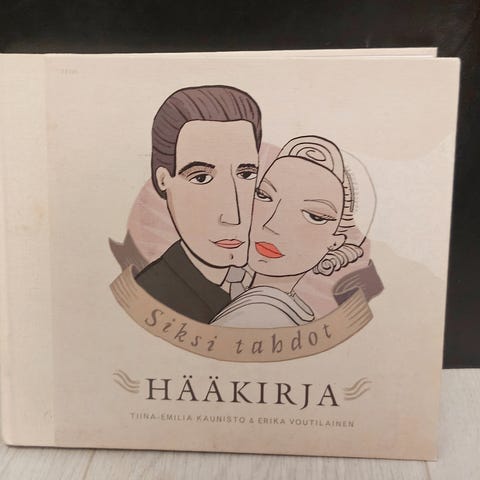 Siksi tahdot
HÄÄKIRJA
TIINA-EMILIA KAUNISTO & ERIKA VOUTILAINEN